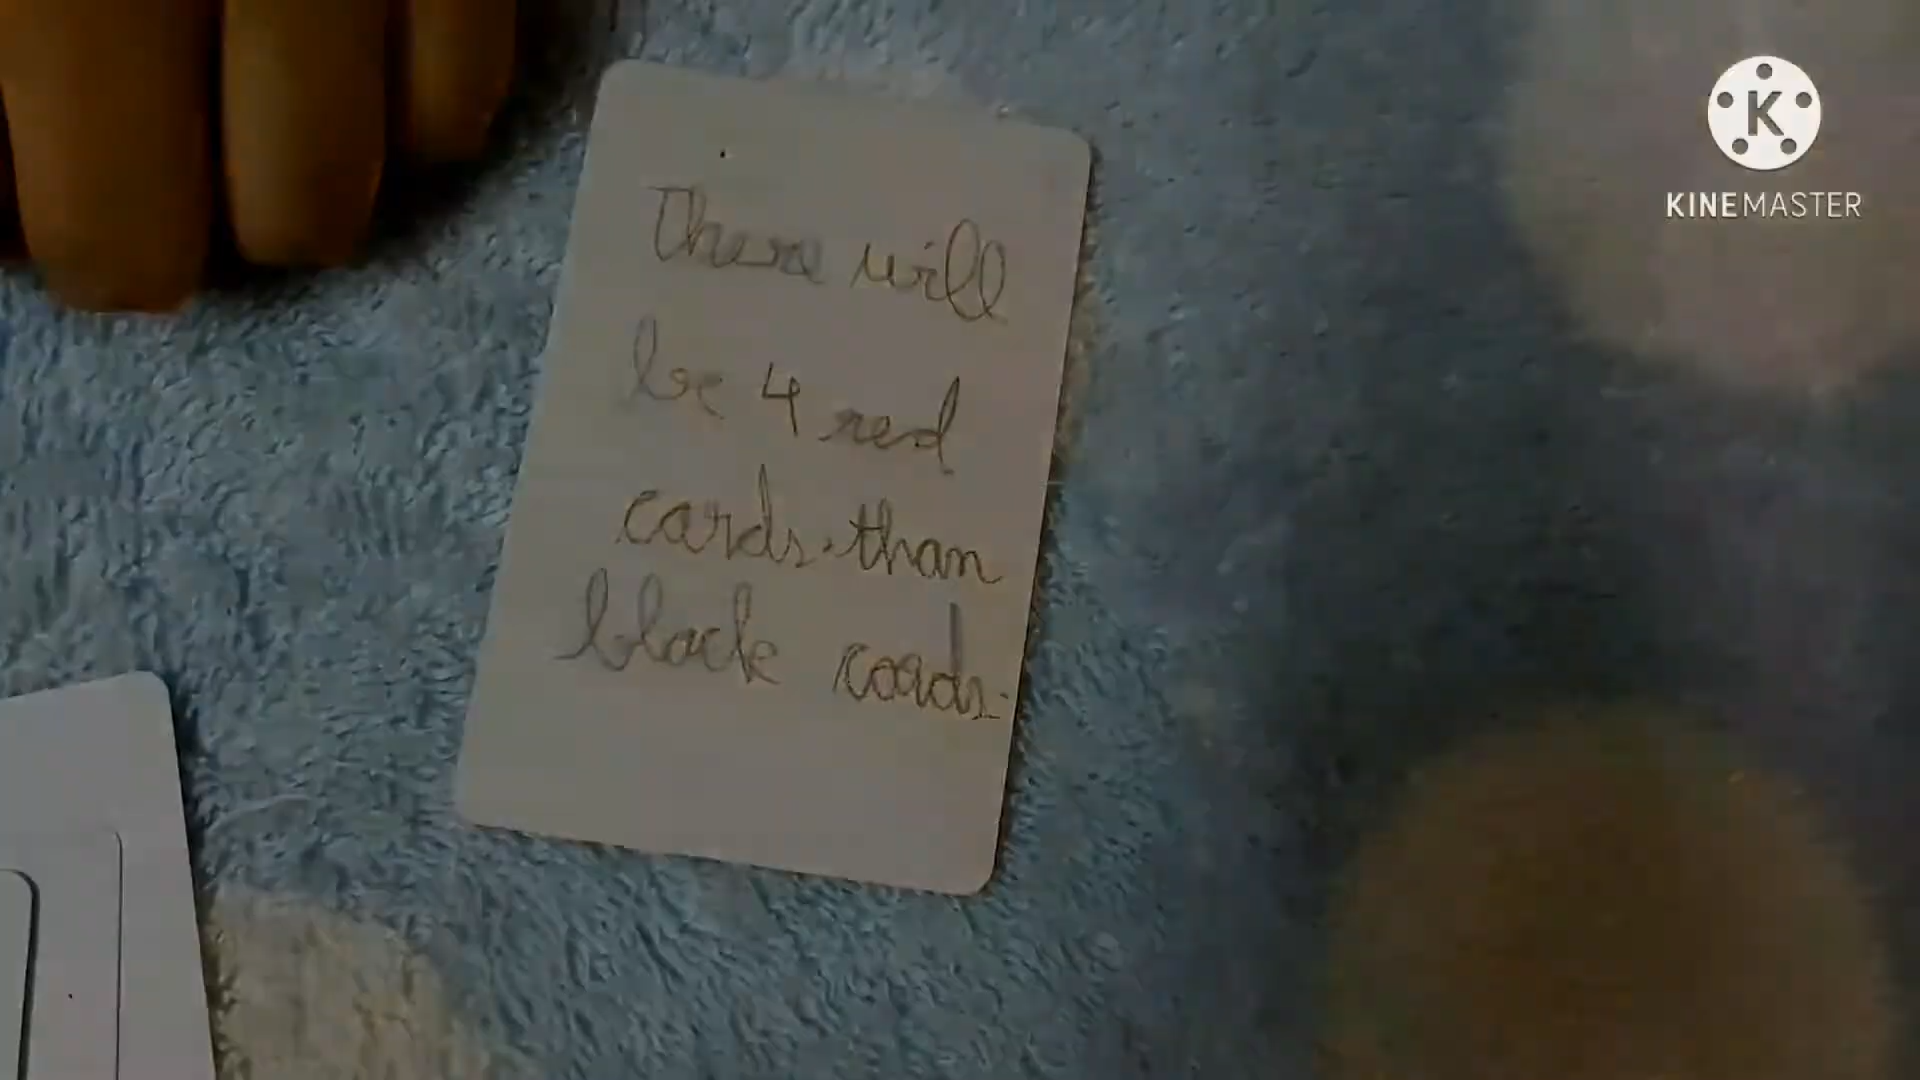 There will
be 4 red
cards than
black cards.
K
KINEMASTER